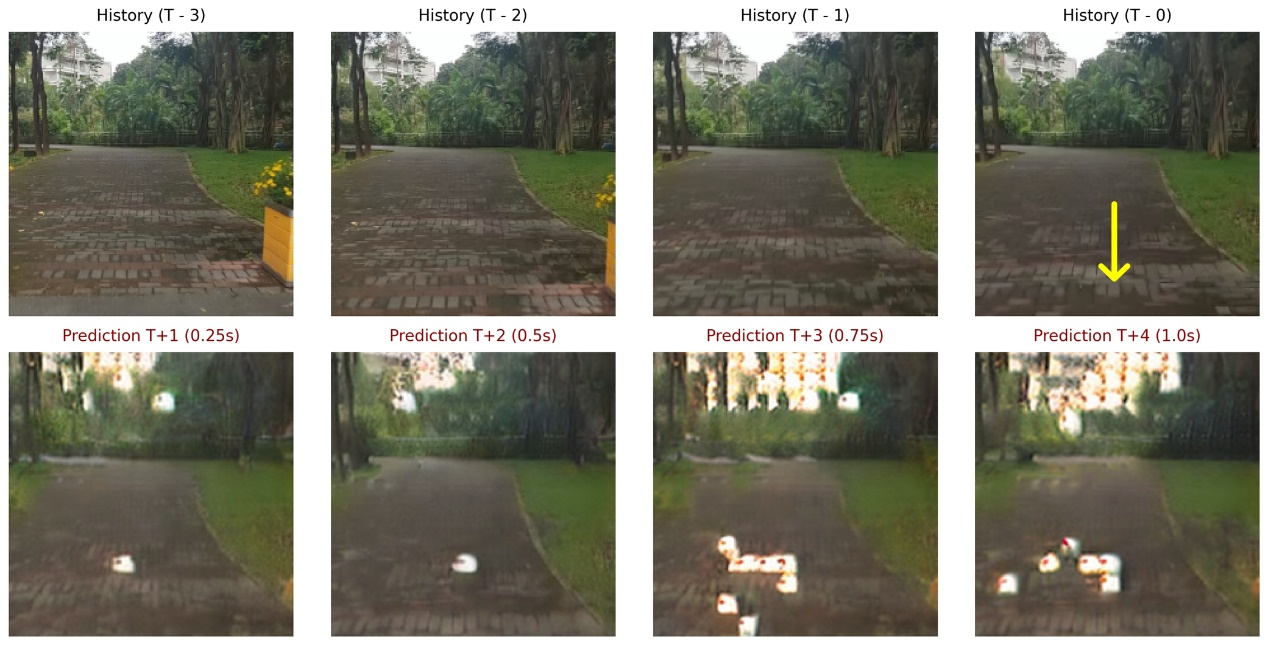 History (T - 3)
History (T - 2)
History (T - 1)
History (T - 0)
Prediction T+1 (0.25s)
Prediction T+2 (0.5s)
Prediction T+3 (0.75s)
Prediction T+4 (1.0s)